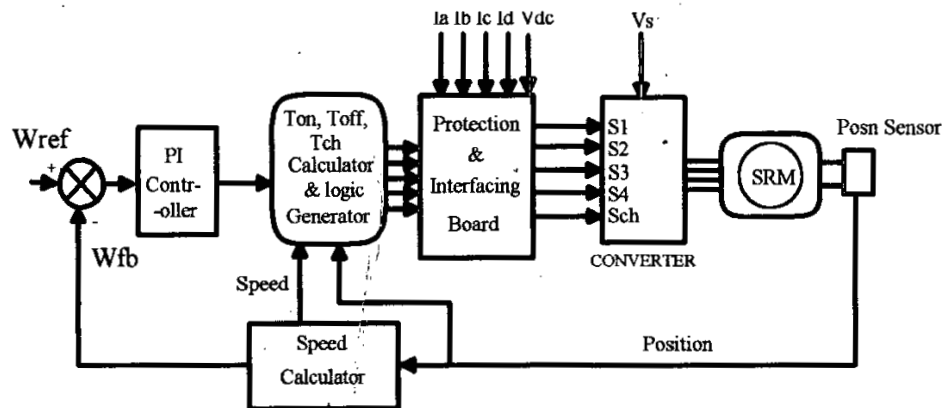 Ia Ib Ic Id Vdc
Vs
Wref
+
-
Wfb
PI
Contr-
-oller
Ton, Toff,
Tch
Calculator
& logic
Generator
Protection
&
Interfacing
Board
S1
S2
S3
S4
Sch
CONVERTER
SRM
Posn Sensor
Speed
Speed
Calculator
Position